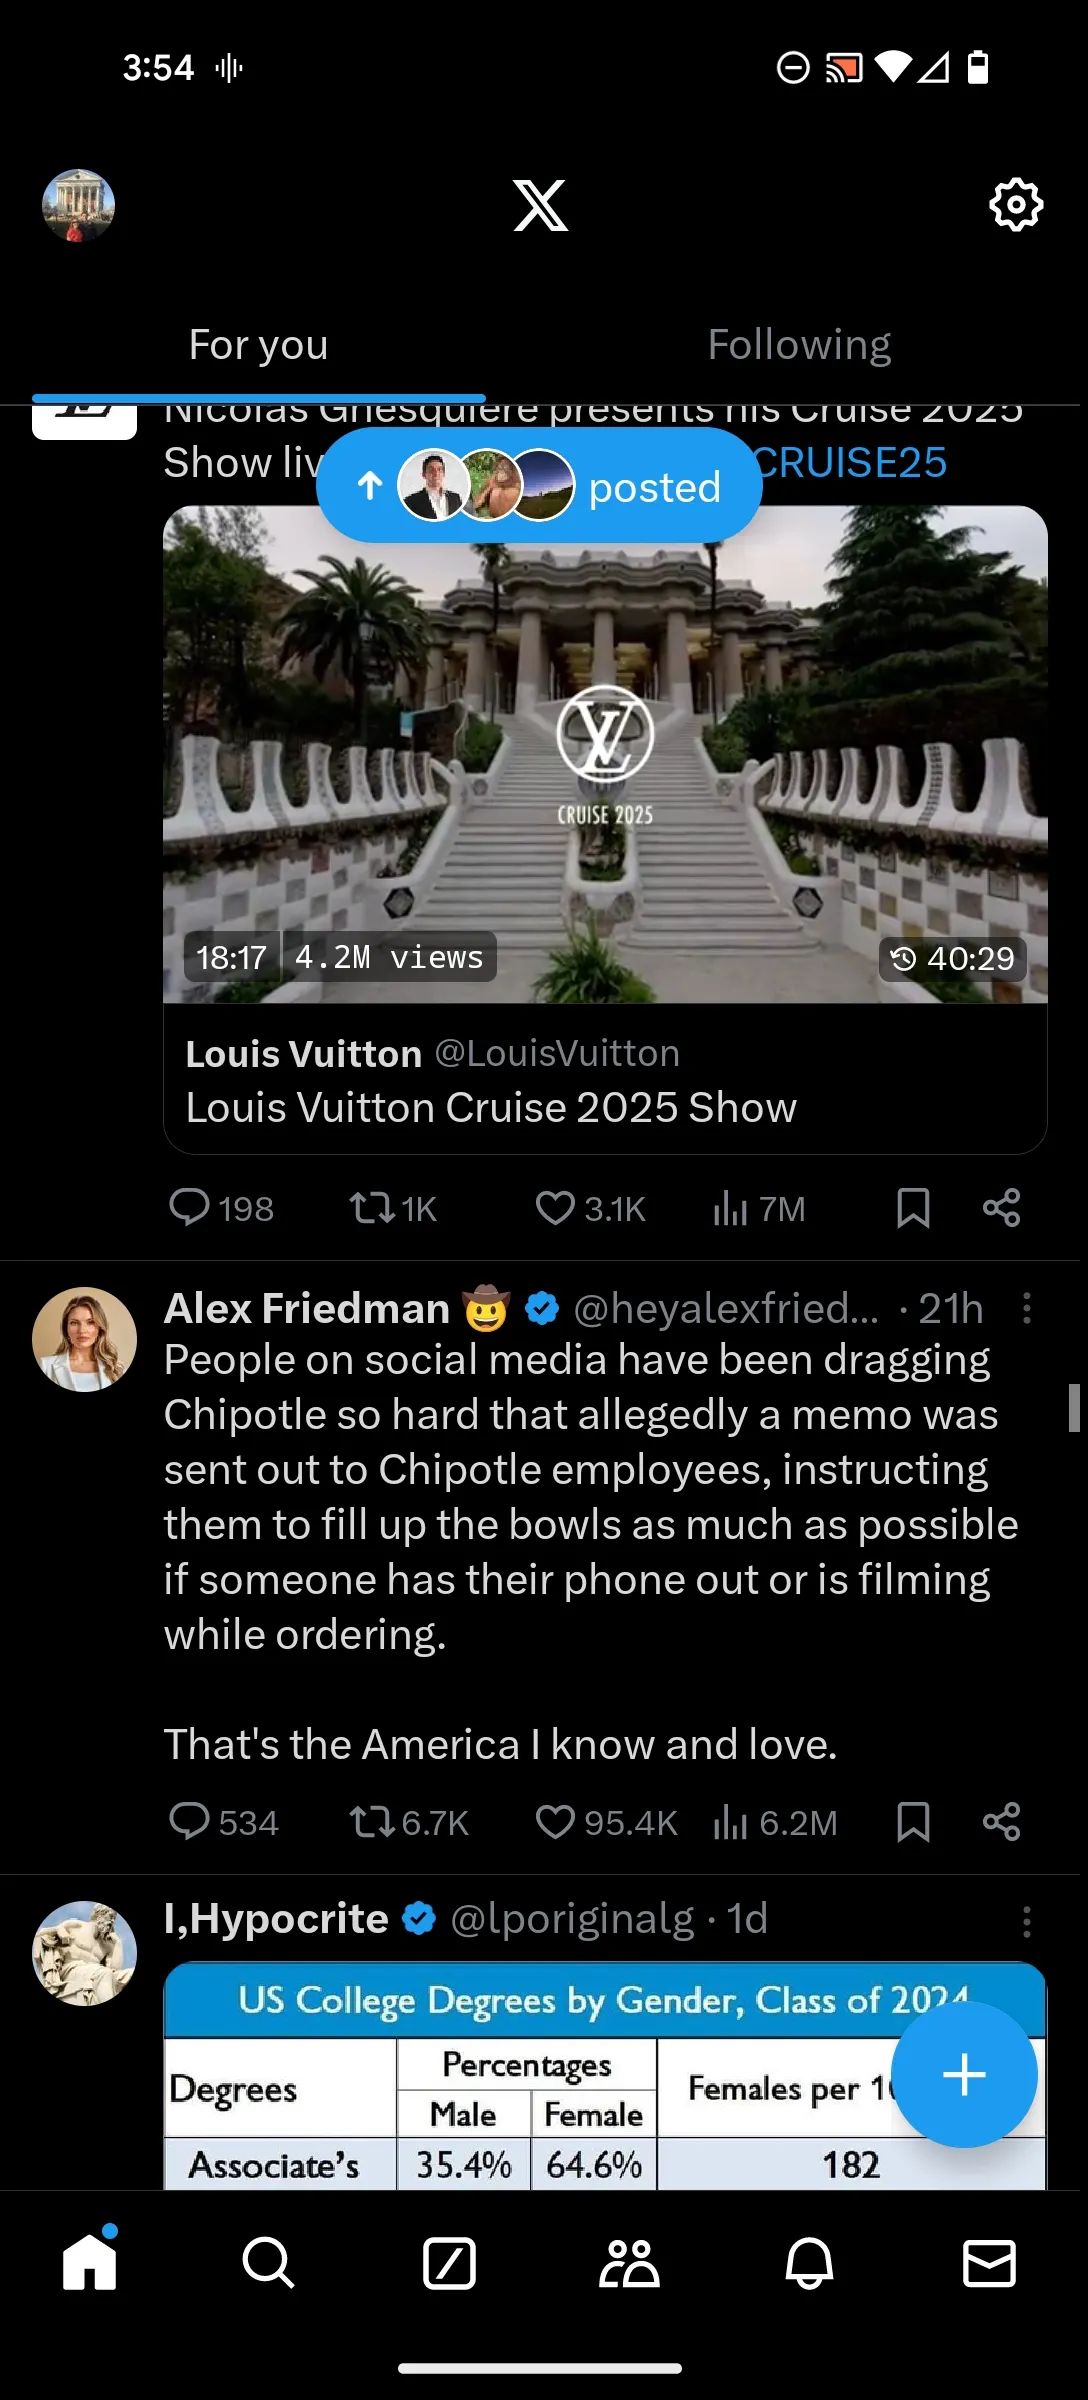 3:54
For you
Following
Nicolas Ghesquière presents his Cruise 2025
Show liv
CRUISE25
posted
CRUISE 2025
18:17
4.2M views
40:29
Louis Vuitton @LouisVuitton
Louis Vuitton Cruise 2025 Show
198
1K
3.1K
7M
Alex Friedman 🤠 @heyalexfried... · 21h
People on social media have been dragging
Chipotle so hard that allegedly a memo was
sent out to Chipotle employees, instructing
them to fill up the bowls as much as possible
if someone has their phone out or is filming
while ordering.
That's the America I know and love.
534
6.7K
95.4K
6.2M
I,Hypocrite @lporiginalg · 1d
US College Degrees by Gender, Class of 2024
Degrees
Percentages
Females per 1
Male
Female
Associate's
35.4%
64.6%
182